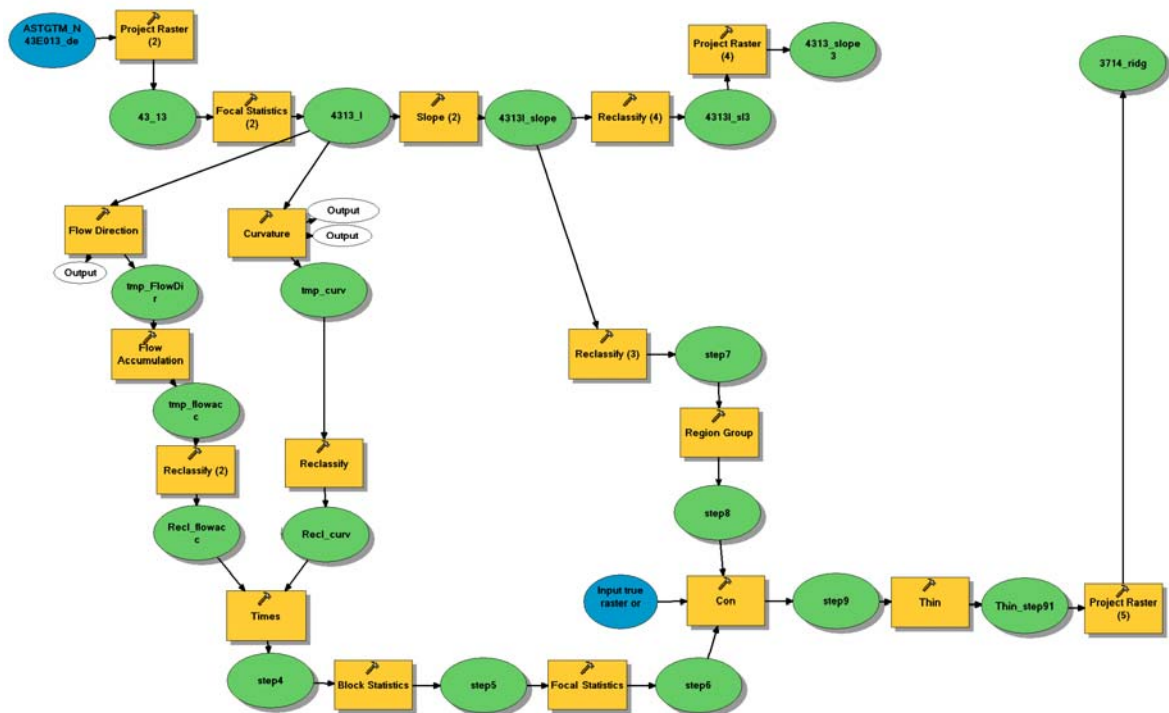 ASTGTM_N
43E013_de
Project Raster
(2)
Project Raster
(4)
4313_slope
3
3714_ridg
43_13
Focal Statistics
(2)
4313_l
Slope (2)
4313l_slope
Reclassify (4)
4313l_sl3
Flow Direction
Output
Curvature
Output
Output
tmp_FlowDi
r
tmp_curv
Flow
Accumulation
Reclassify (3)
step7
tmp_flowac
c
Region Group
Reclassify (2)
Reclassify
step8
Recl_flowac
c
Recl_curv
Input true
raster or
Con
step9
Thin
Thin_step91
Project Raster
(5)
Times
step4
Block Statistics
step5
Focal Statistics
step6